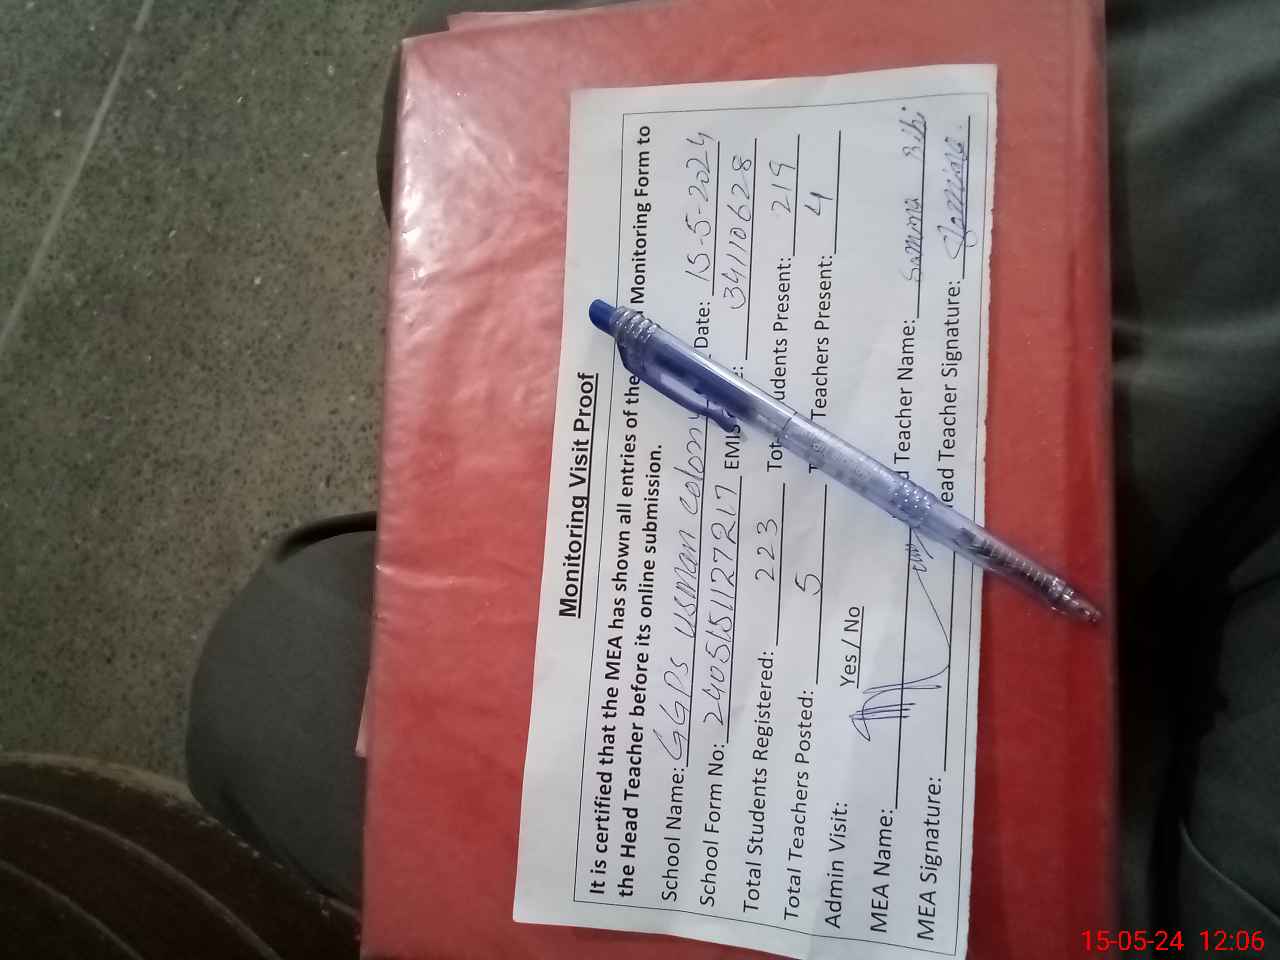 Monitoring Visit Proof
It is certified that the MEA has shown all entries of the Monitoring Form to
the Head Teacher before its online submission.
School Name: GGPS usman colony Date: 15-5-2024
School Form No: EMIS 34110628
Total Students Registered: 223 Students Present: 219
Total Teachers Posted: 5 Teachers Present: 4
Admin Visit: Yes / No
MEA Name: Teacher Name: Samina Bibi
MEA Signature: Head Teacher Signature: Samina
15-05-24 12:06